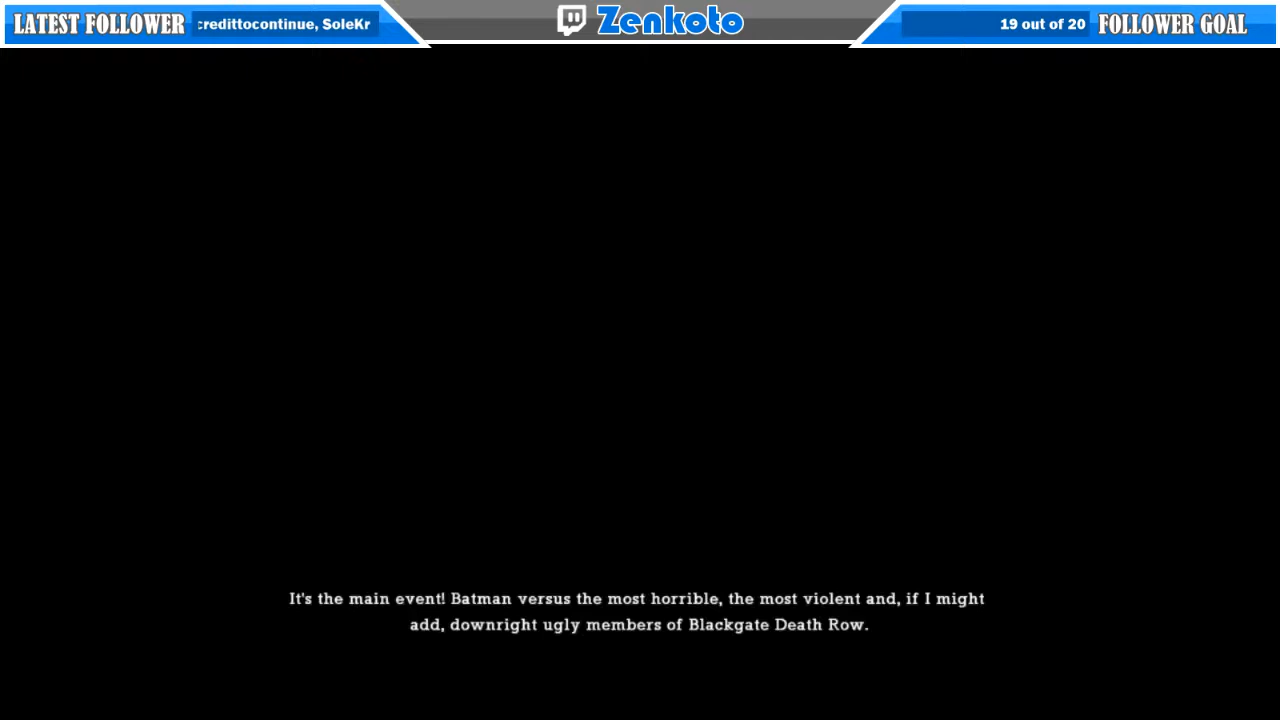 LATEST FOLLOWER credittocontinue, SoleKr Zenkoto 19 out of 20 FOLLOWER GOAL
It's the main event! Batman versus the most horrible, the most violent and, if I might
add, downright ugly members of Blackgate Death Row.